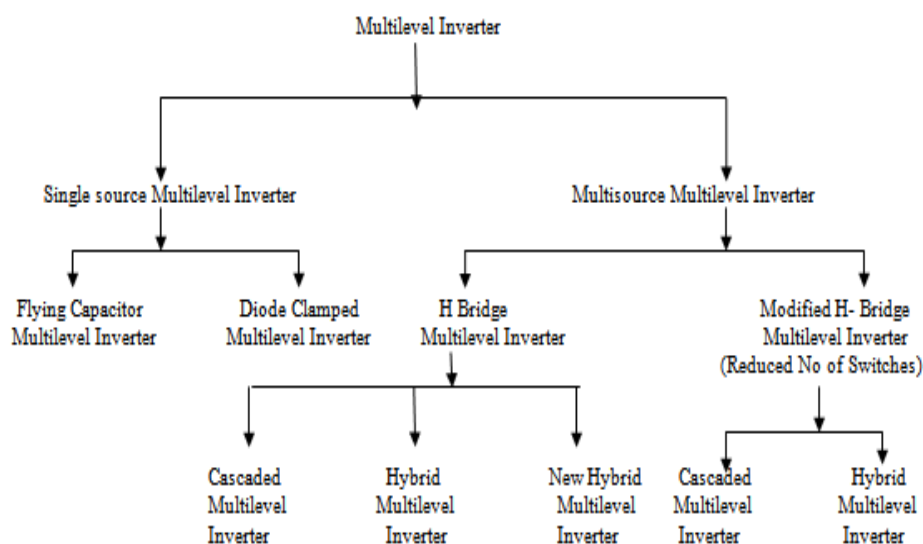 Multilevel Inverter
Single source Multilevel Inverter
Multisource Multilevel Inverter
Flying Capacitor
Multilevel Inverter
Diode Clamped
Multilevel Inverter
H Bridge
Multilevel Inverter
Modified H- Bridge
Multilevel Inverter
(Reduced No of Switches)
Cascaded
Multilevel
Inverter
Hybrid
Multilevel
Inverter
New Hybrid
Multilevel
Inverter
Cascaded
Multilevel
Inverter
Hybrid
Multilevel
Inverter